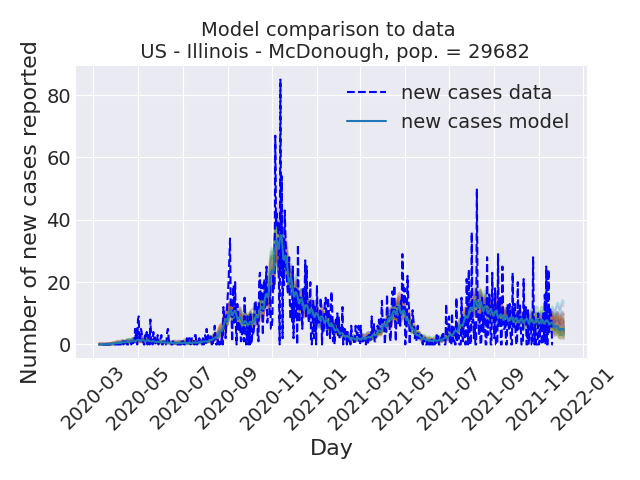 Model comparison to data
US - Illinois - McDonough, pop. = 29682
Number of new cases reported
80
60
40
20
0
new cases data
new cases model
2020-03
2020-05
2020-07
2020-09
2020-11
2021-01
2021-03
2021-05
2021-07
2021-09
2021-11
2022-01
Day